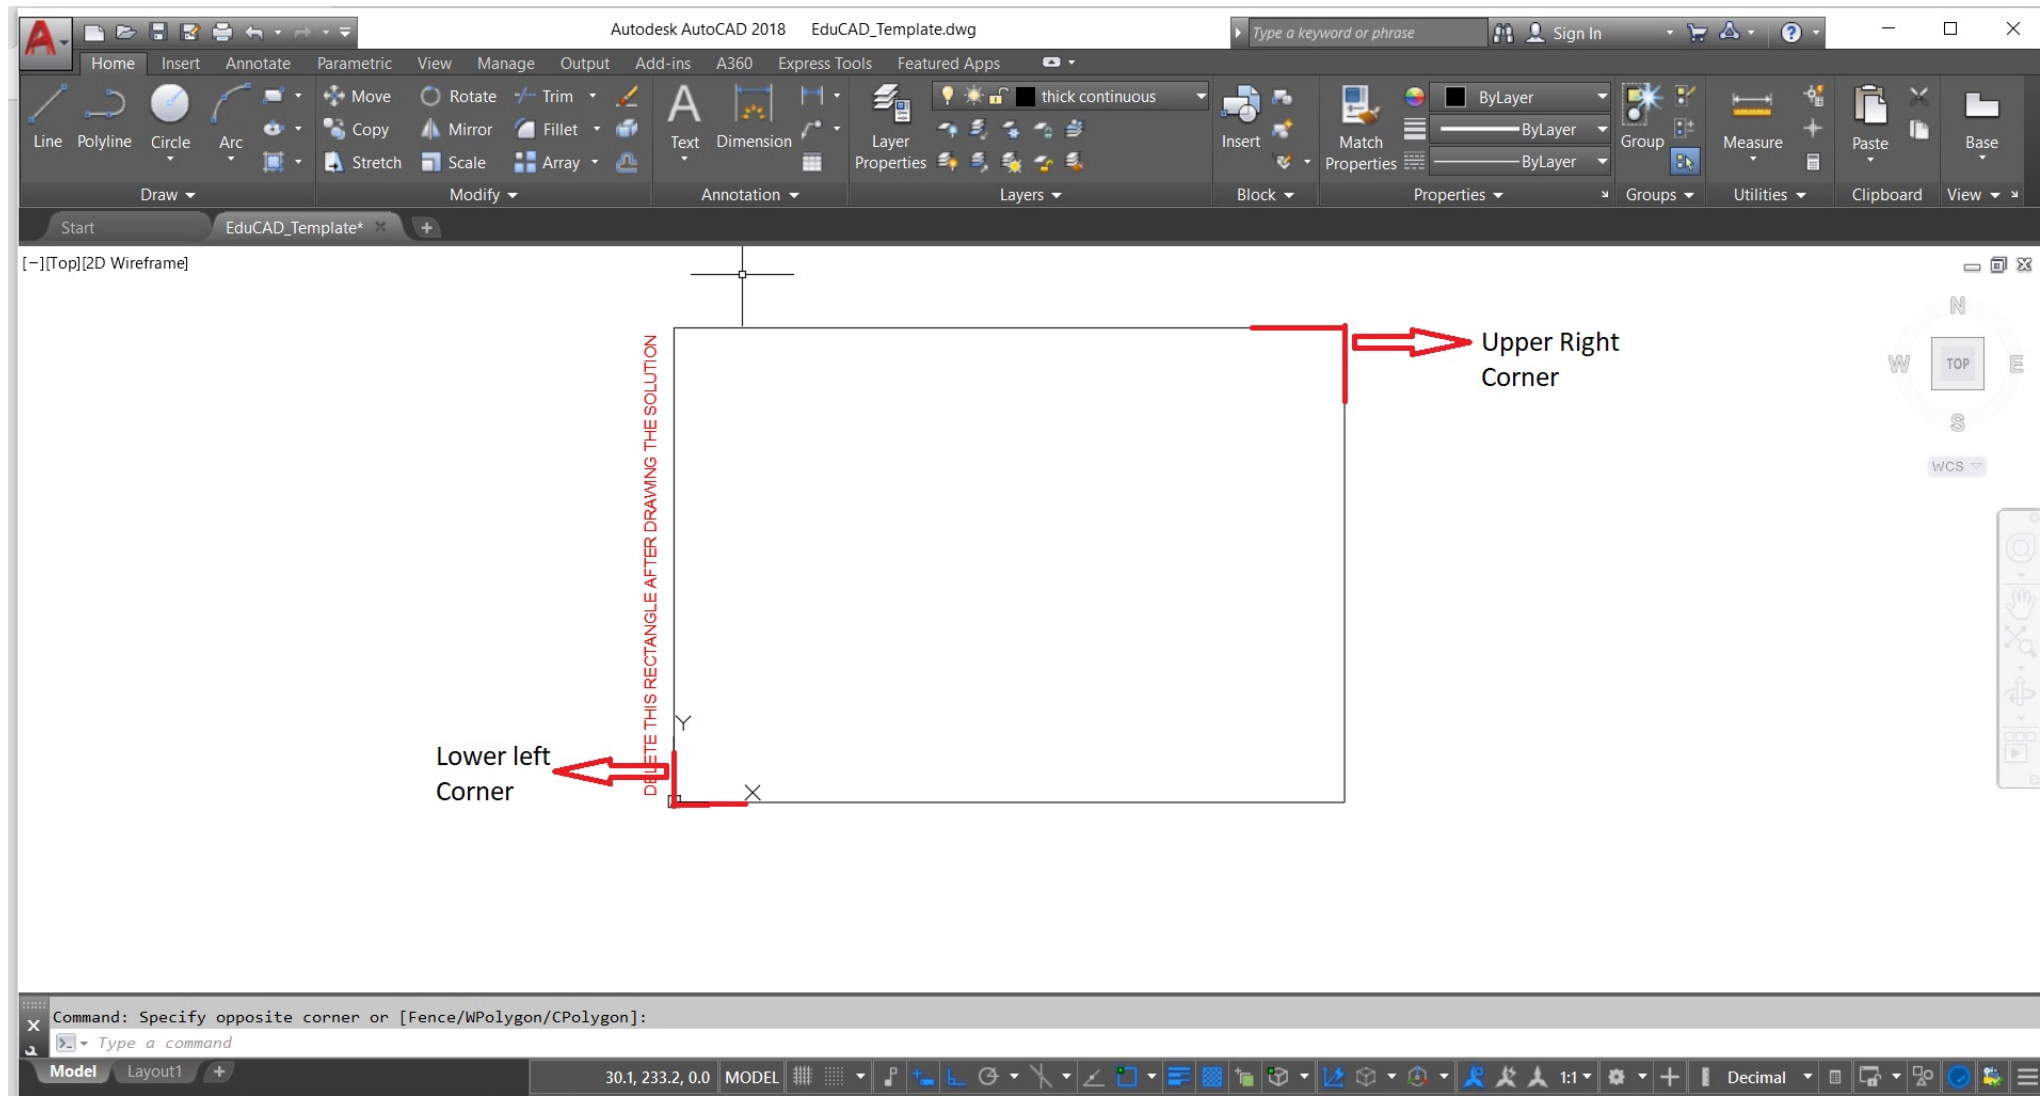 Autodesk AutoCAD 2018 EduCAD_Template.dwg
Type a keyword or phrase
Sign In
Home Insert Annotate Parametric View Manage Output Add-ins A360 Express Tools Featured Apps
Move Rotate Trim
thick continuous
ByLayer
Line Polyline Circle Arc
Copy Mirror Fillet
Text Dimension
Layer
Properties
Insert
Match
Properties
ByLayer
Group
Measure
Paste
Base
Stretch Scale Array
ByLayer
Draw Modify Annotation Layers Block Properties Groups Utilities Clipboard View
Start EduCAD_Template* +
[−][Top][2D Wireframe]
N
W TOP E
S
WCS
Upper Right
Corner
DELETE THIS RECTANGLE AFTER DRAWING THE SOLUTION
Y
X
Lower left
Corner
Command: Specify opposite corner or [Fence/WPolygon/CPolygon]:
Type a command
Model Layout1 +
30.1, 233.2, 0.0 MODEL 1:1 Decimal